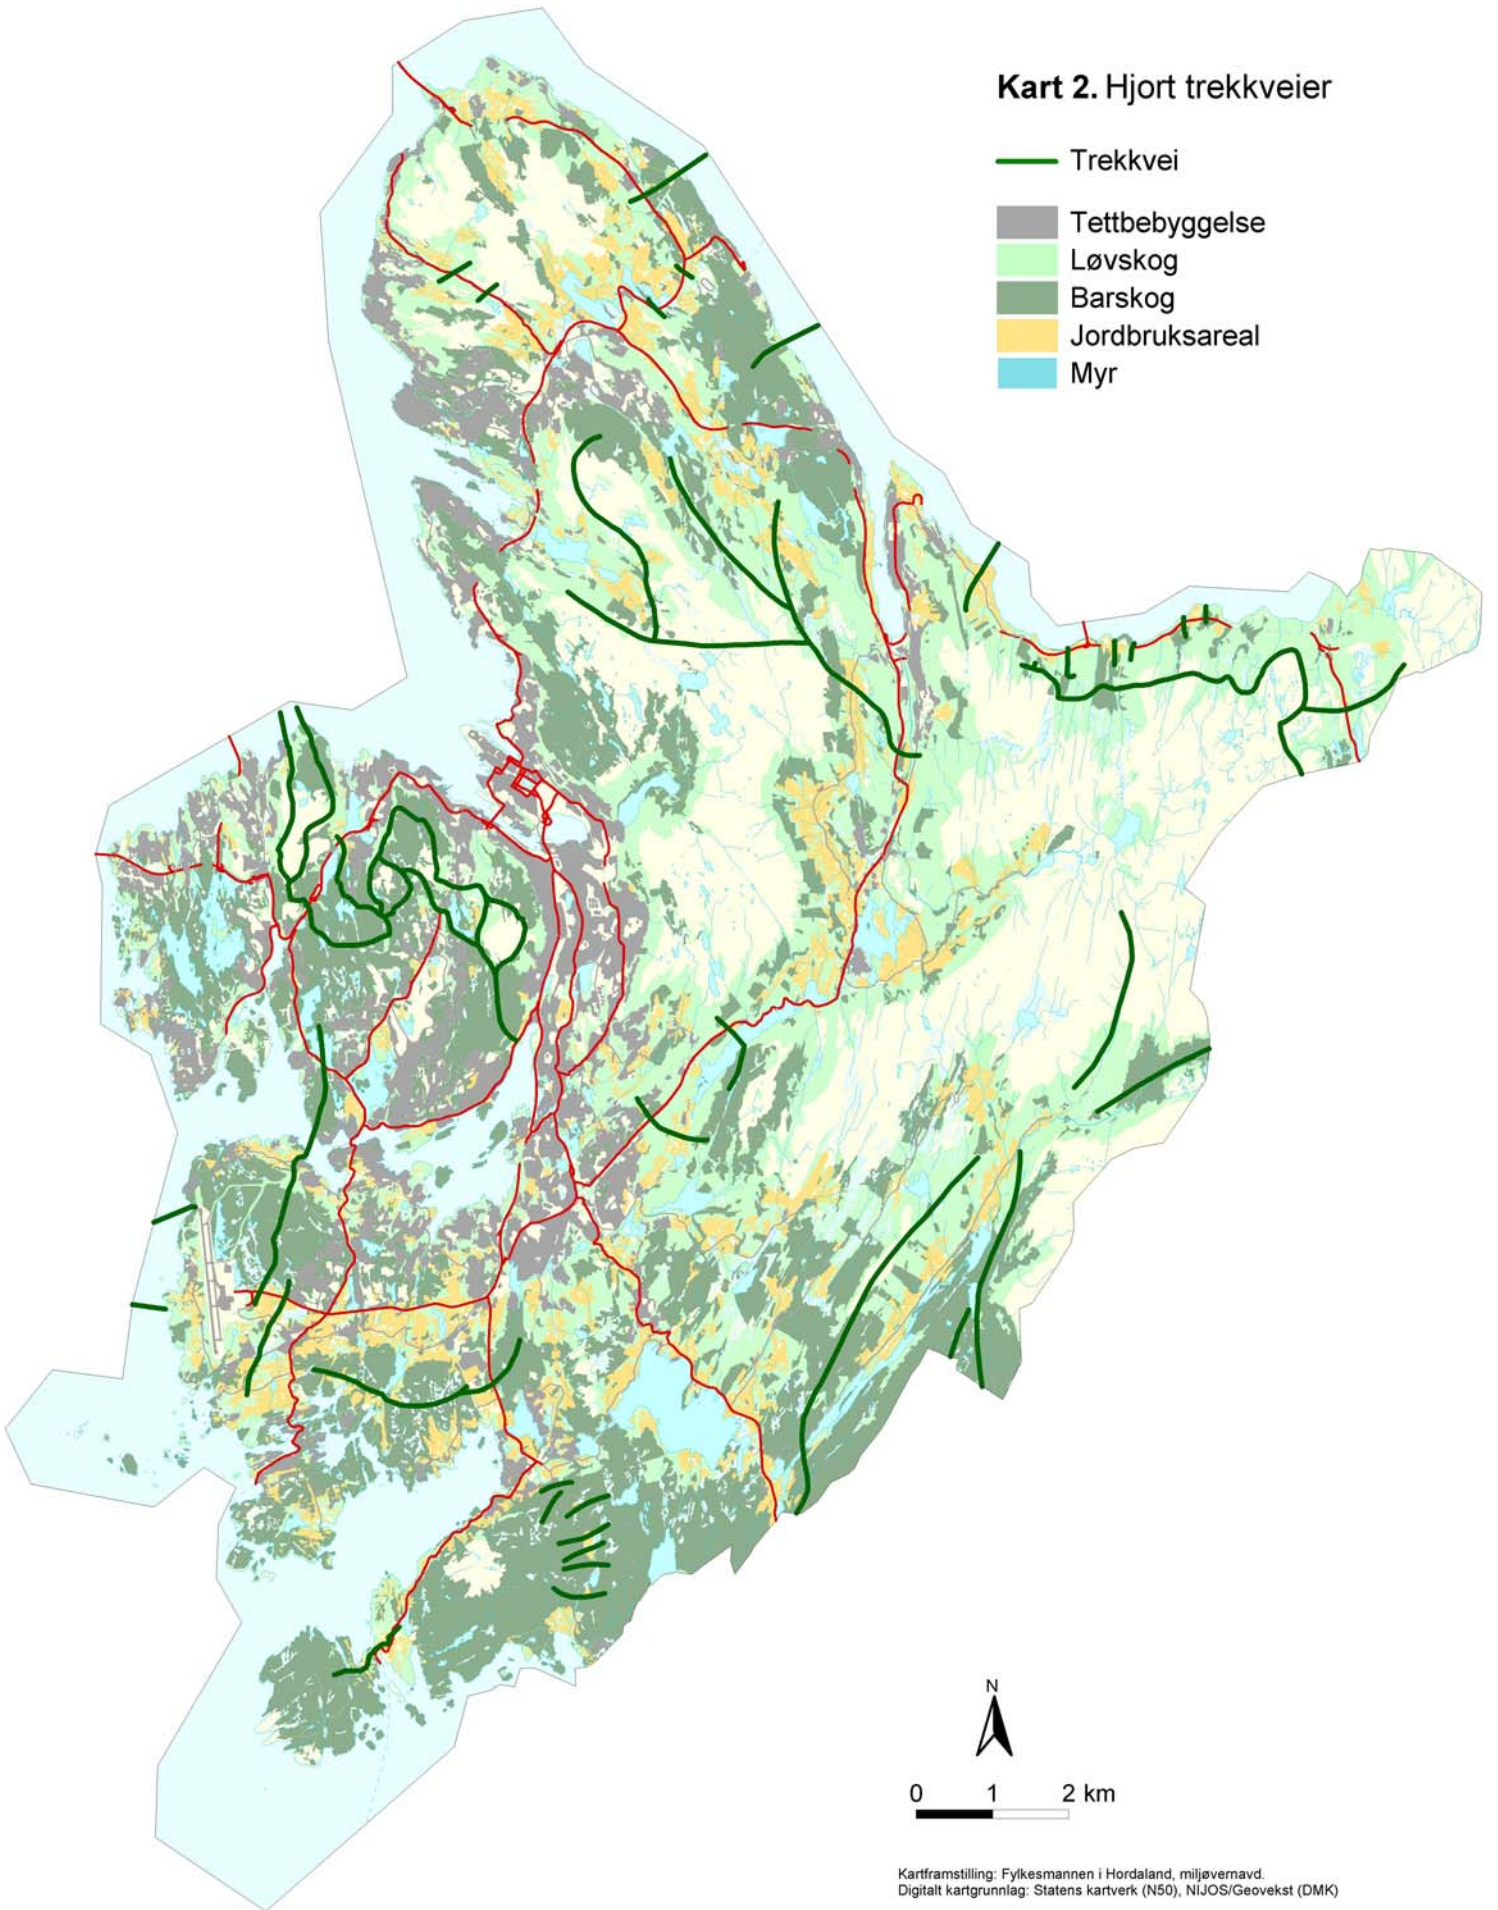 Kart 2. Hjort trekkveier
Trekkvei
Tettbebyggelse
Løvskog
Barskog
Jordbruksareal
Myr
N
0 1 2 km
Kartframstilling: Fylkesmannen i Hordaland, miljøvernavd.
Digitalt kartgrunnlag: Statens kartverk (N50), NIJOS/Geovekst (DMK)